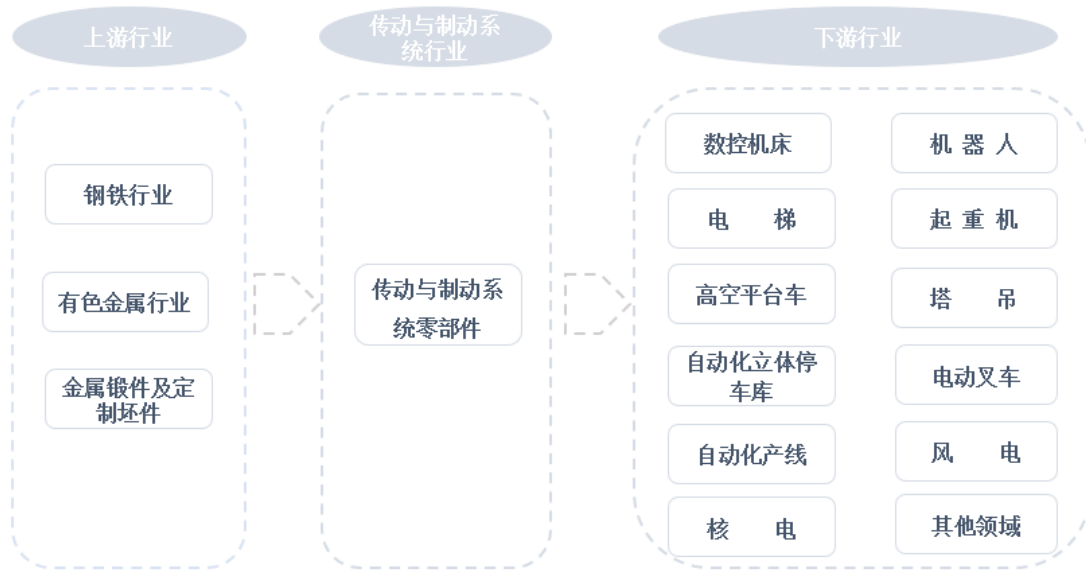 上游行业
钢铁行业
有色金属行业
金属锻件及定
制坯件
传动与制动系
统行业
传动与制动系
统零部件
下游行业
数控机床
机 器 人
电 梯
起 重 机
高空平台车
塔 吊
自动化立体停
车库
电动叉车
自动化产线
风 电
核 电
其他领域